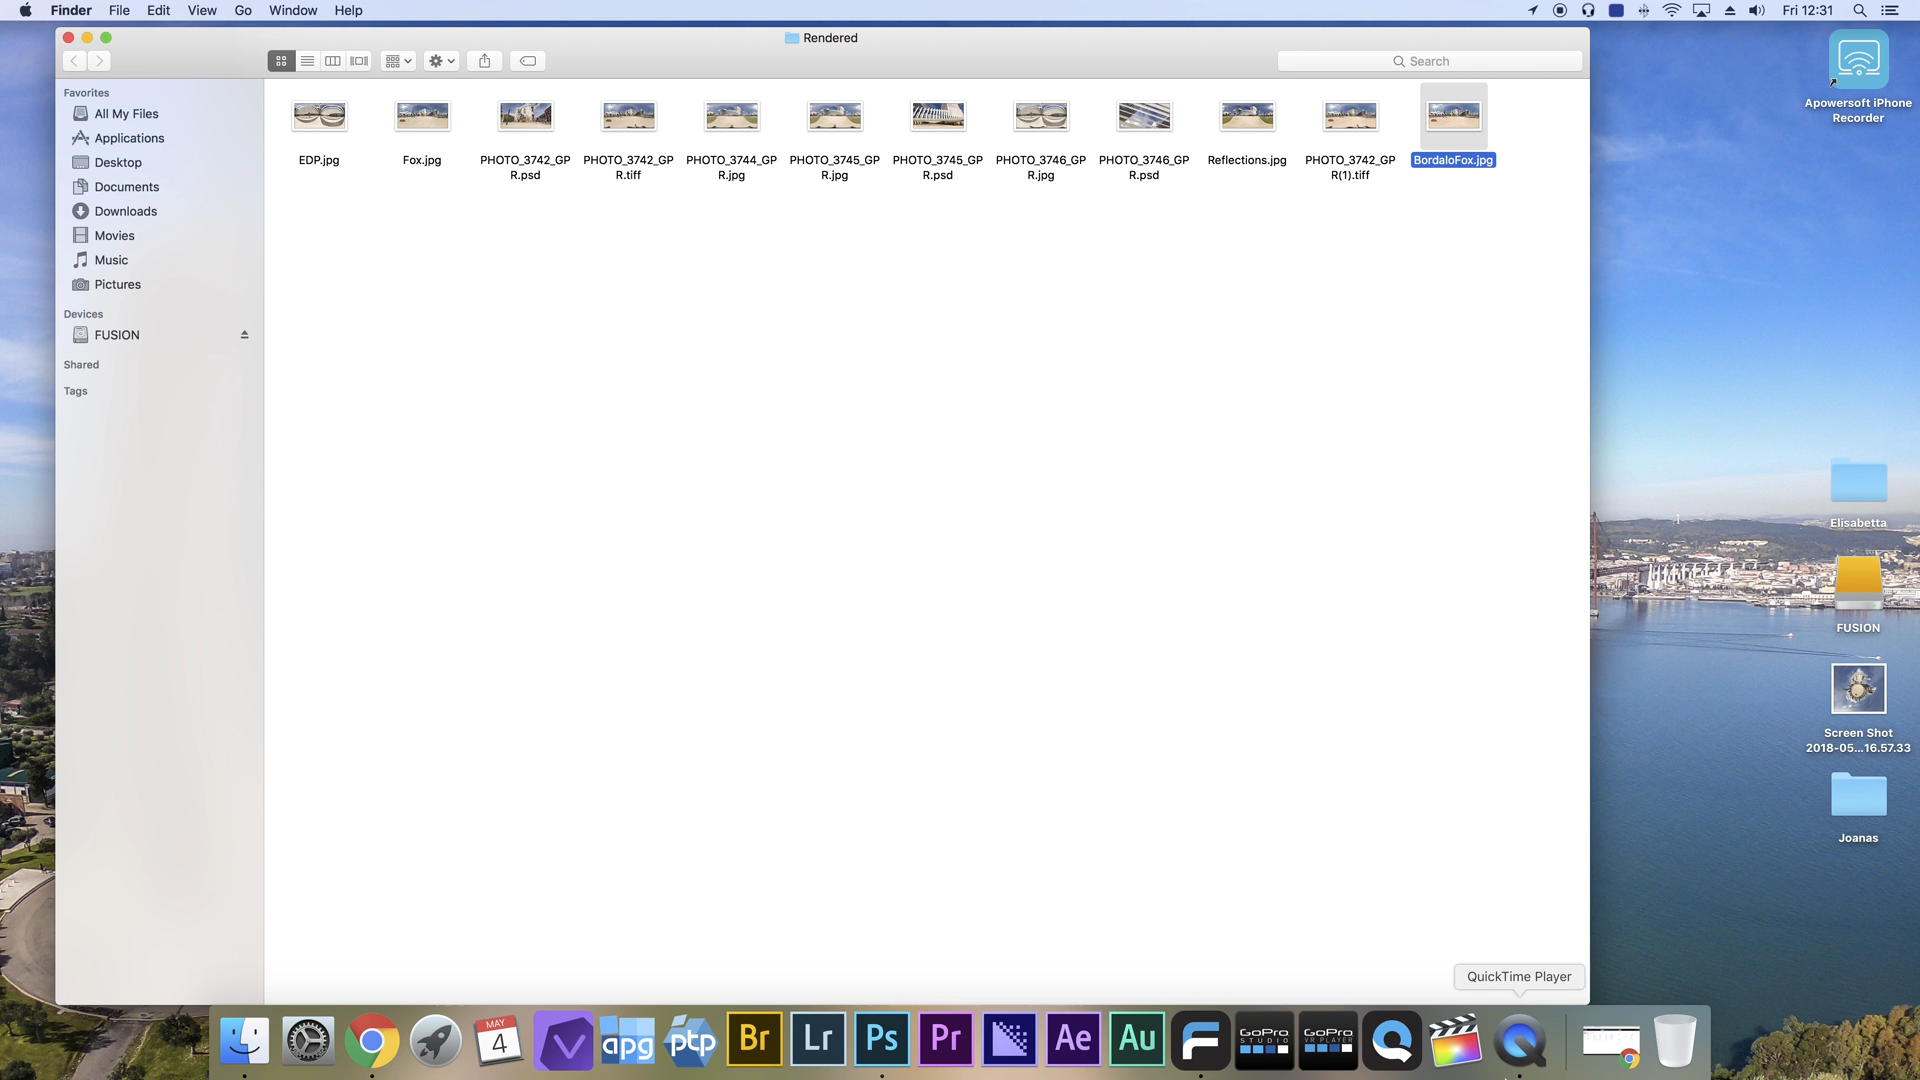 Finder File Edit View Go Window Help
Fri 12:31
Rendered
Search
Favorites
All My Files
Applications
Desktop
Documents
Downloads
Movies
Music
Pictures
Devices
FUSION
Shared
Tags
EDP.jpg
Fox.jpg
PHOTO_3742_GP
R.psd
PHOTO_3742_GP
R.tiff
PHOTO_3744_GP
R.jpg
PHOTO_3745_GP
R.jpg
PHOTO_3745_GP
R.psd
PHOTO_3746_GP
R.jpg
PHOTO_3746_GP
R.psd
Reflections.jpg
PHOTO_3742_GP
R(1).tiff
BordaloFox.jpg
Apowersoft iPhone
Recorder
Elisabetta
FUSION
Screen Shot
2018-05...16.57.33
Joanas
QuickTime Player
MAY
4
apg
ptp
Br
Lr
Ps
Pr
Ae
Au
GoPro
STUDIO
GoPro
VR PLAYER